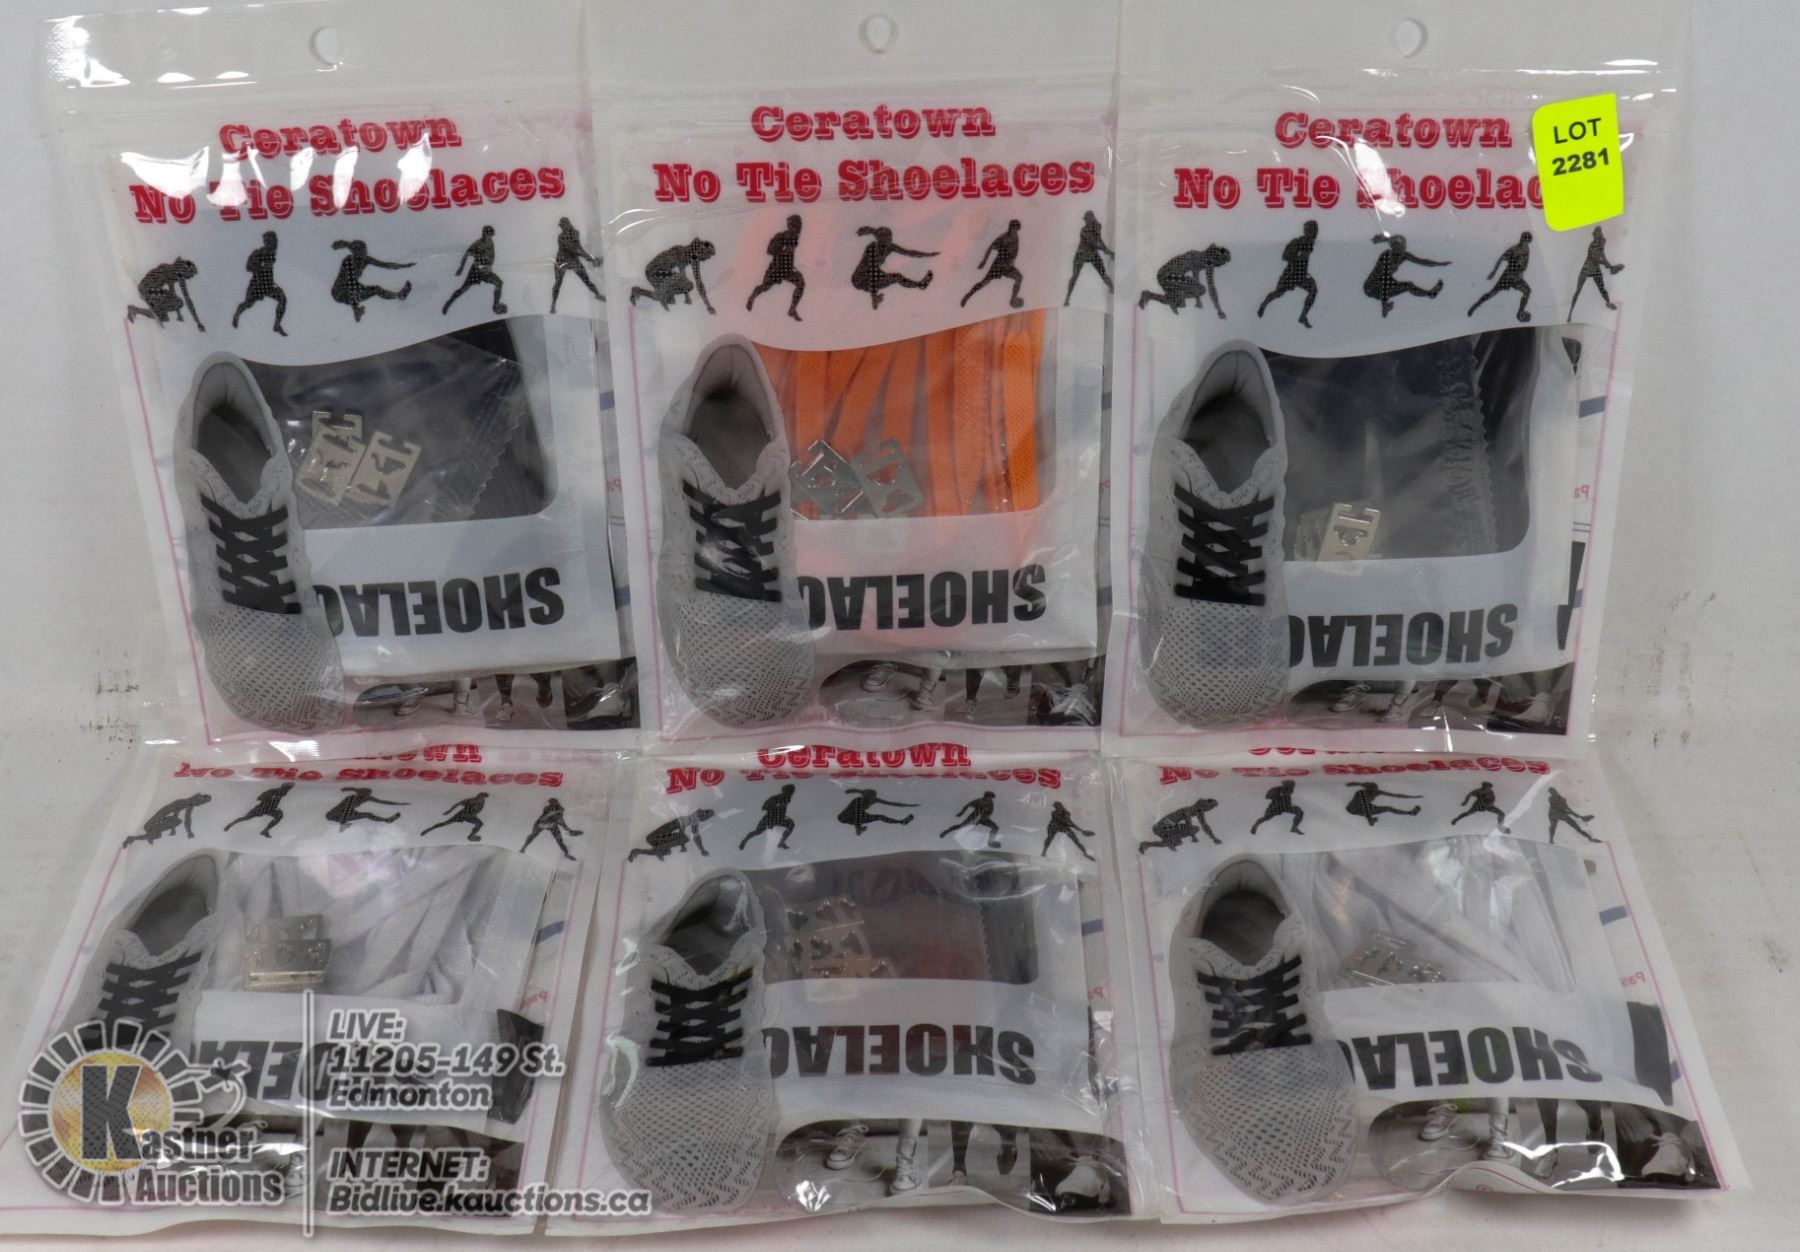 Ceratown
No Tie Shoelaces
SHOELAC
Ceratown
No Tie Shoelaces
SHOELAC
Ceratown
No Tie Shoelac
SHOELAC
LOT
2281
No Tie Shoelaces
Ceratown
No Tie Shoelaces
SHOELAC
No Tie Shoelaces
SHOELAC
Kastner
Auctions
LIVE:
11205-149 St.
Edmonton
INTERNET:
Bidlive.kauctions.ca